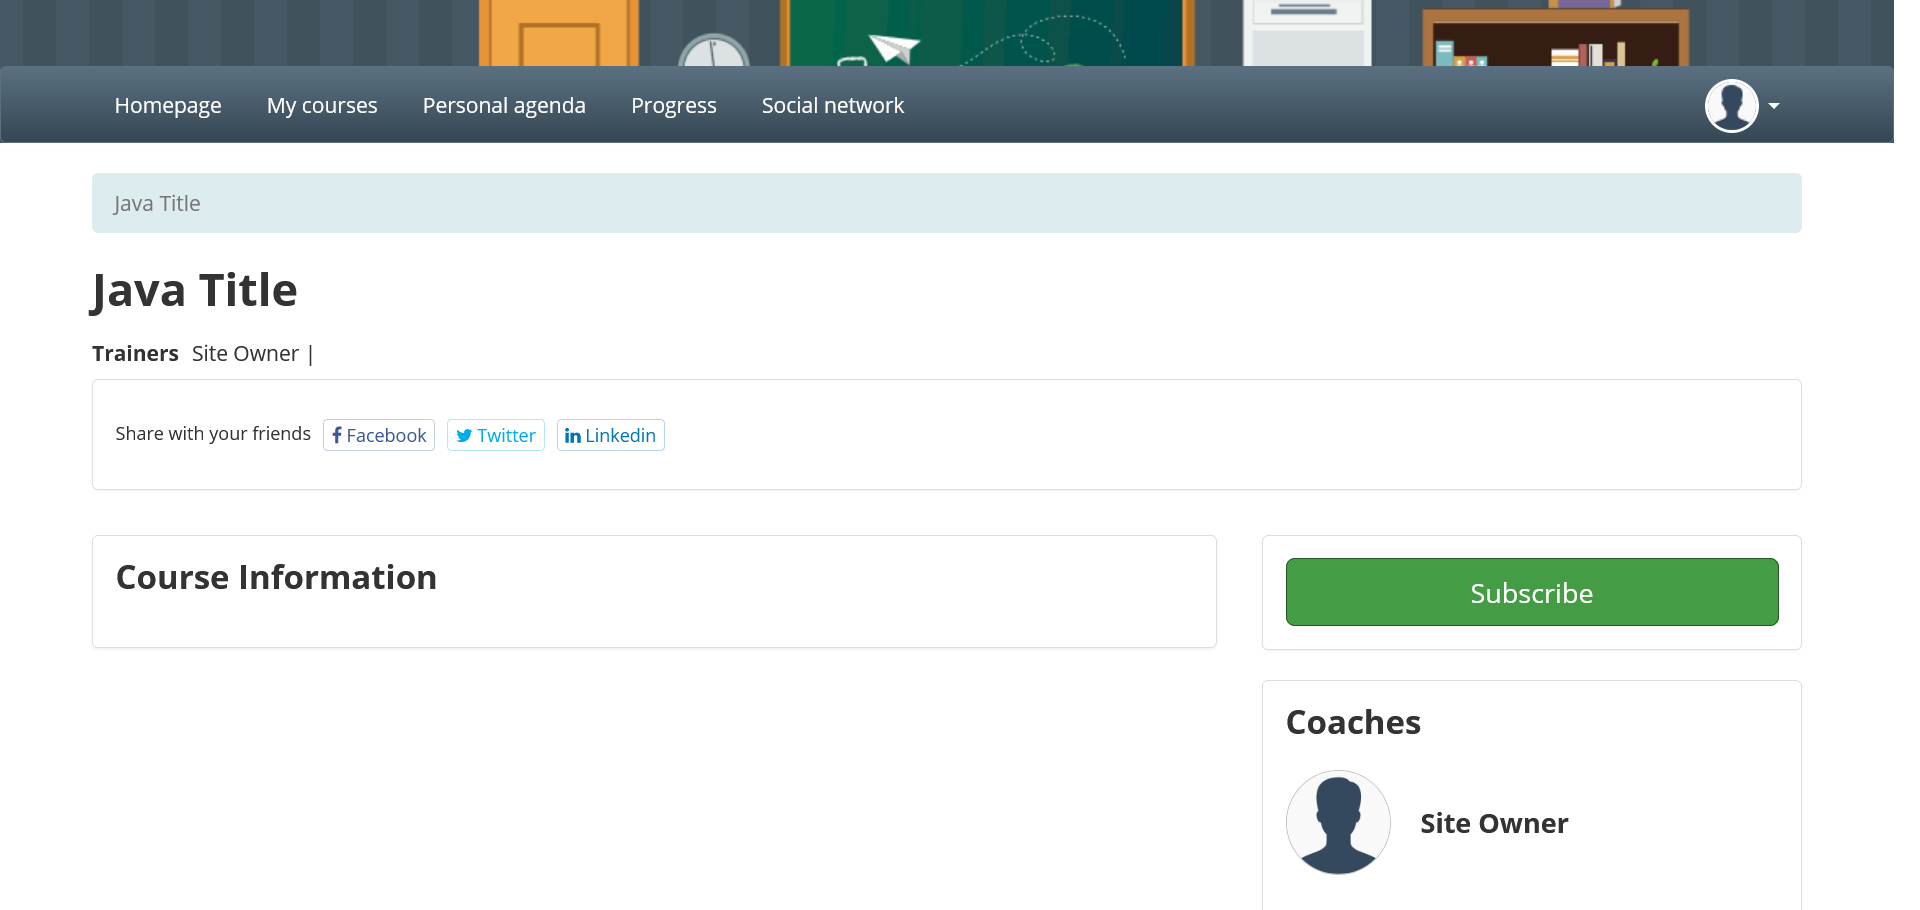 Homepage My courses Personal agenda Progress Social network
Java Title
Java Title
Trainers Site Owner |
Share with your friends Facebook Twitter Linkedin
Course Information
Subscribe
Coaches
Site Owner